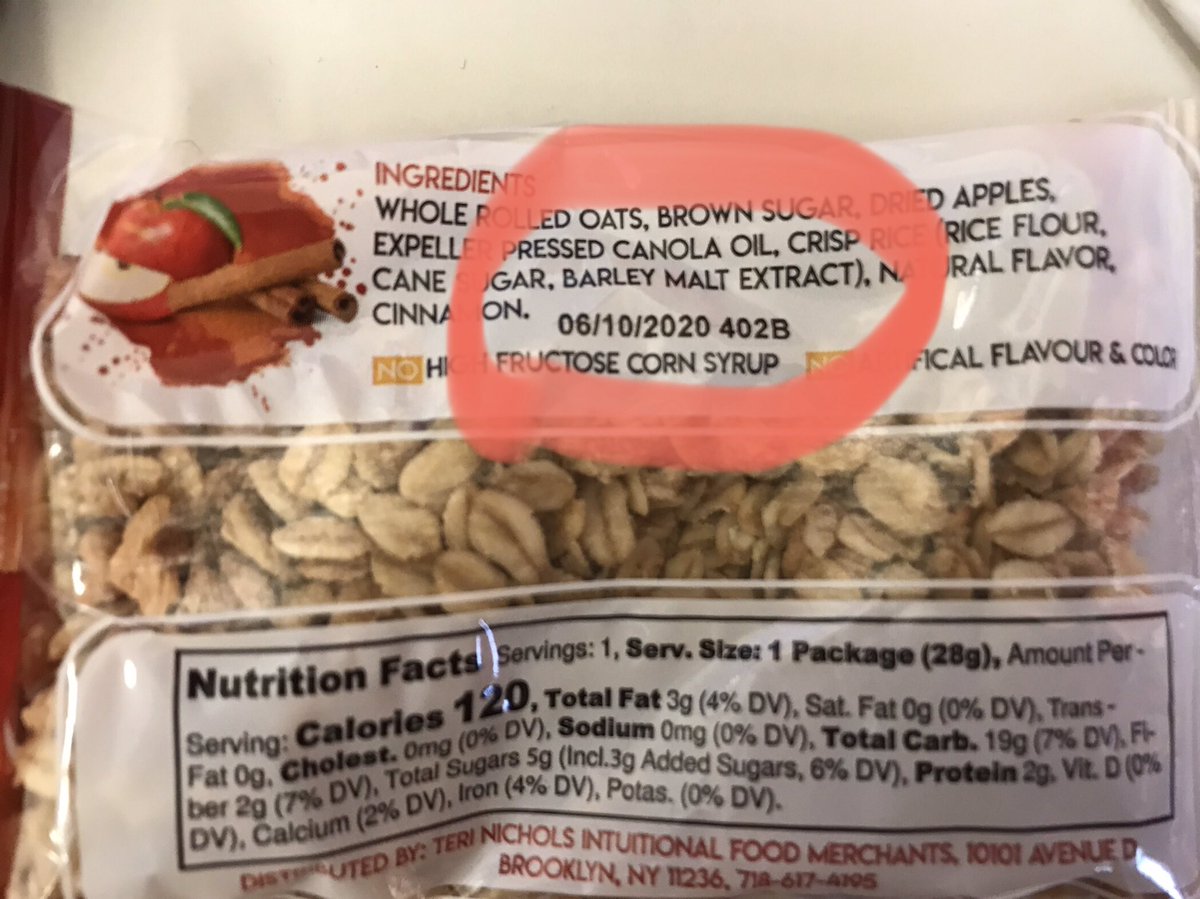 INGREDIENTS
WHOLE ROLLED OATS, BROWN SUGAR, DRIED APPLES,
EXPELLER PRESSED CANOLA OIL, CRISP RICE (RICE FLOUR,
CANE SUGAR, BARLEY MALT EXTRACT), NATURAL FLAVOR,
CINNAMON.
06/10/2020 402B
NO HIGH FRUCTOSE CORN SYRUP NO ARTIFICAL FLAVOUR & COLOR
Nutrition Facts Servings: 1, Serv. Size: 1 Package (28g), Amount Per-
Serving: Calories 120, Total Fat 3g (4% DV), Sat. Fat 0g (0% DV), Trans-
Fat 0g, Cholest. 0mg (0% DV), Sodium 0mg (0% DV), Total Carb. 19g (7% DV), Fi-
ber 2g (7% DV), Total Sugars 5g (Incl.3g Added Sugars, 6% DV), Protein 2g, Vit. D (0%
DV), Calcium (2% DV), Iron (4% DV), Potas. (0% DV).
DISTRIBUTED BY: TERI NICHOLS INTUITIONAL FOOD MERCHANTS, 10101 AVENUE D
BROOKLYN, NY 11236, 718-617-4195